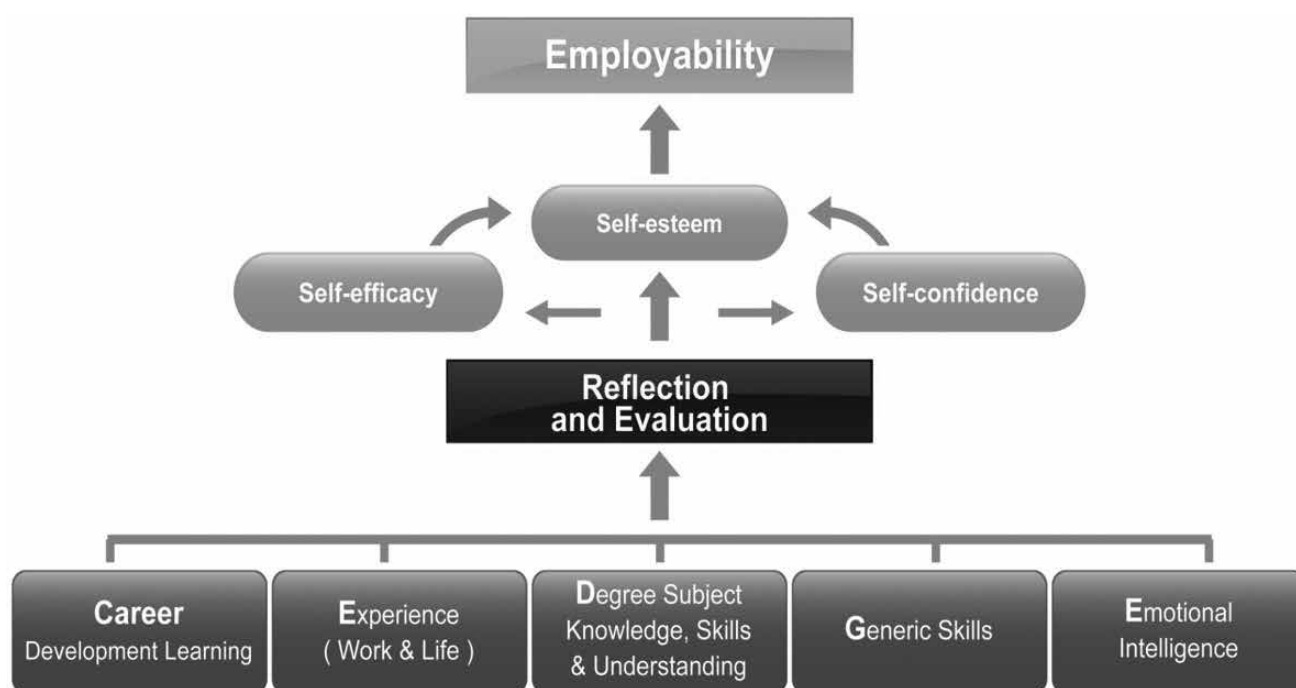 Employability
Self-esteem
Self-efficacy
Self-confidence
Reflection
and Evaluation
Career
Development Learning
Experience
( Work & Life )
Degree Subject
Knowledge, Skills
& Understanding
Generic Skills
Emotional
Intelligence